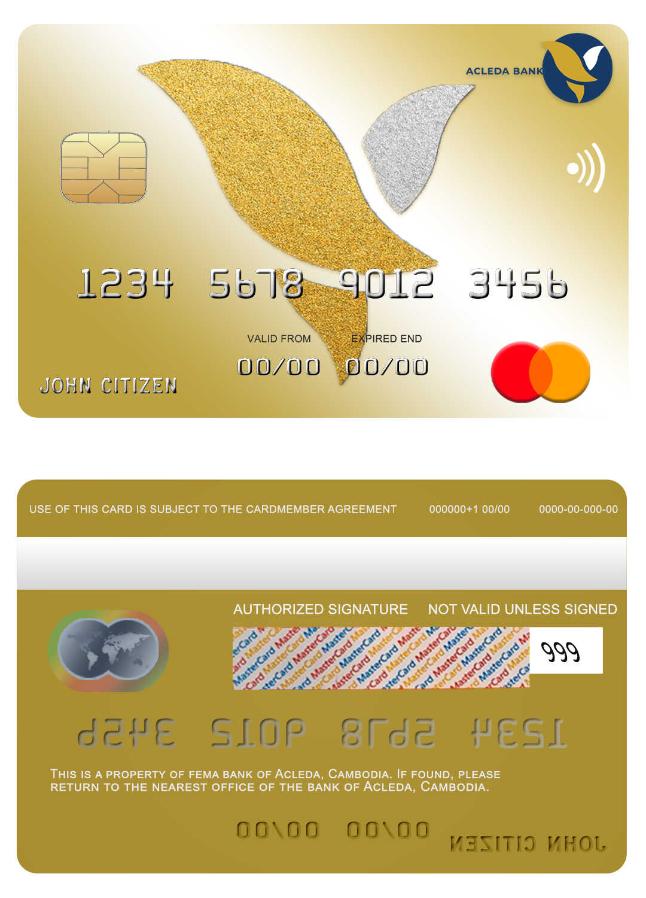 ACLEDA BANK
1234 5678 9012 3456
VALID FROM EXPIRED END
00/00 00/00
JOHN CITIZEN
USE OF THIS CARD IS SUBJECT TO THE CARDMEMBER AGREEMENT 000000+1 00/00 0000-00-000-00
AUTHORIZED SIGNATURE NOT VALID UNLESS SIGNED
MasterCard MasterCard MasterCard MasterCard
999
1234 5678 9012 3456
THIS IS A PROPERTY OF FEMA BANK OF ACLEDA, CAMBODIA. IF FOUND, PLEASE
RETURN TO THE NEAREST OFFICE OF THE BANK OF ACLEDA, CAMBODIA.
00/00 00/00
JOHN CITIZEN